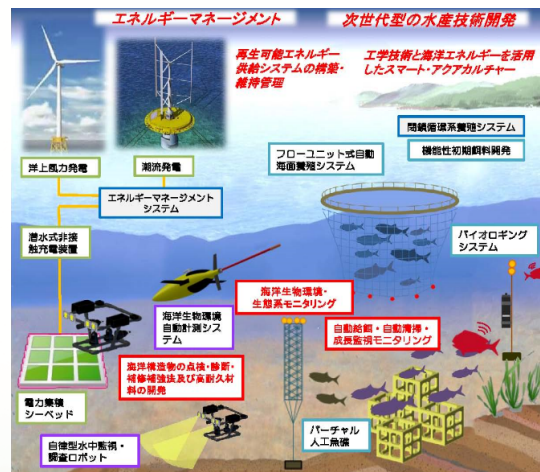 エネルギーマネージメント
次世代型の水産技術開発
再生可能エネルギー
供給システムの構築・
維持管理
工学技術と海洋エネルギーを活用
したスマート・アクアカルチャー
閉鎖循環系養殖システム
機能性初期飼料開発
フローユニット式自動
海面養殖システム
洋上風力発電
潮流発電
エネルギーマネージメント
システム
潜水式非接
触充電装置
バイオロギング
システム
海洋生物環境・
生態系モニタリング
海洋生物環境
自動計測シス
テム
自動給餌・自動清掃・
成長監視モニタリング
海洋構造物の点検・診断・
補修補強法及び高耐久材
料の開発
電力集積
シーベッド
自律型水中監視・
調査ロボット
バーチャル
人工魚礁